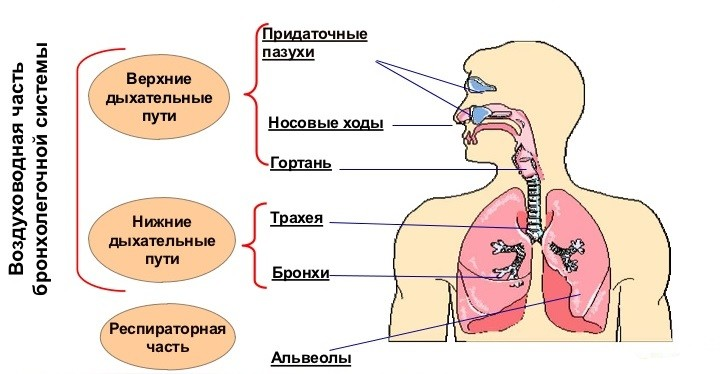 Воздуховодная часть
бронхолегочной системы
Верхние
дыхательные
пути
Придаточные
пазухи
Носовые ходы
Гортань
Нижние
дыхательные
пути
Трахея
Бронхи
Респираторная
часть
Альвеолы